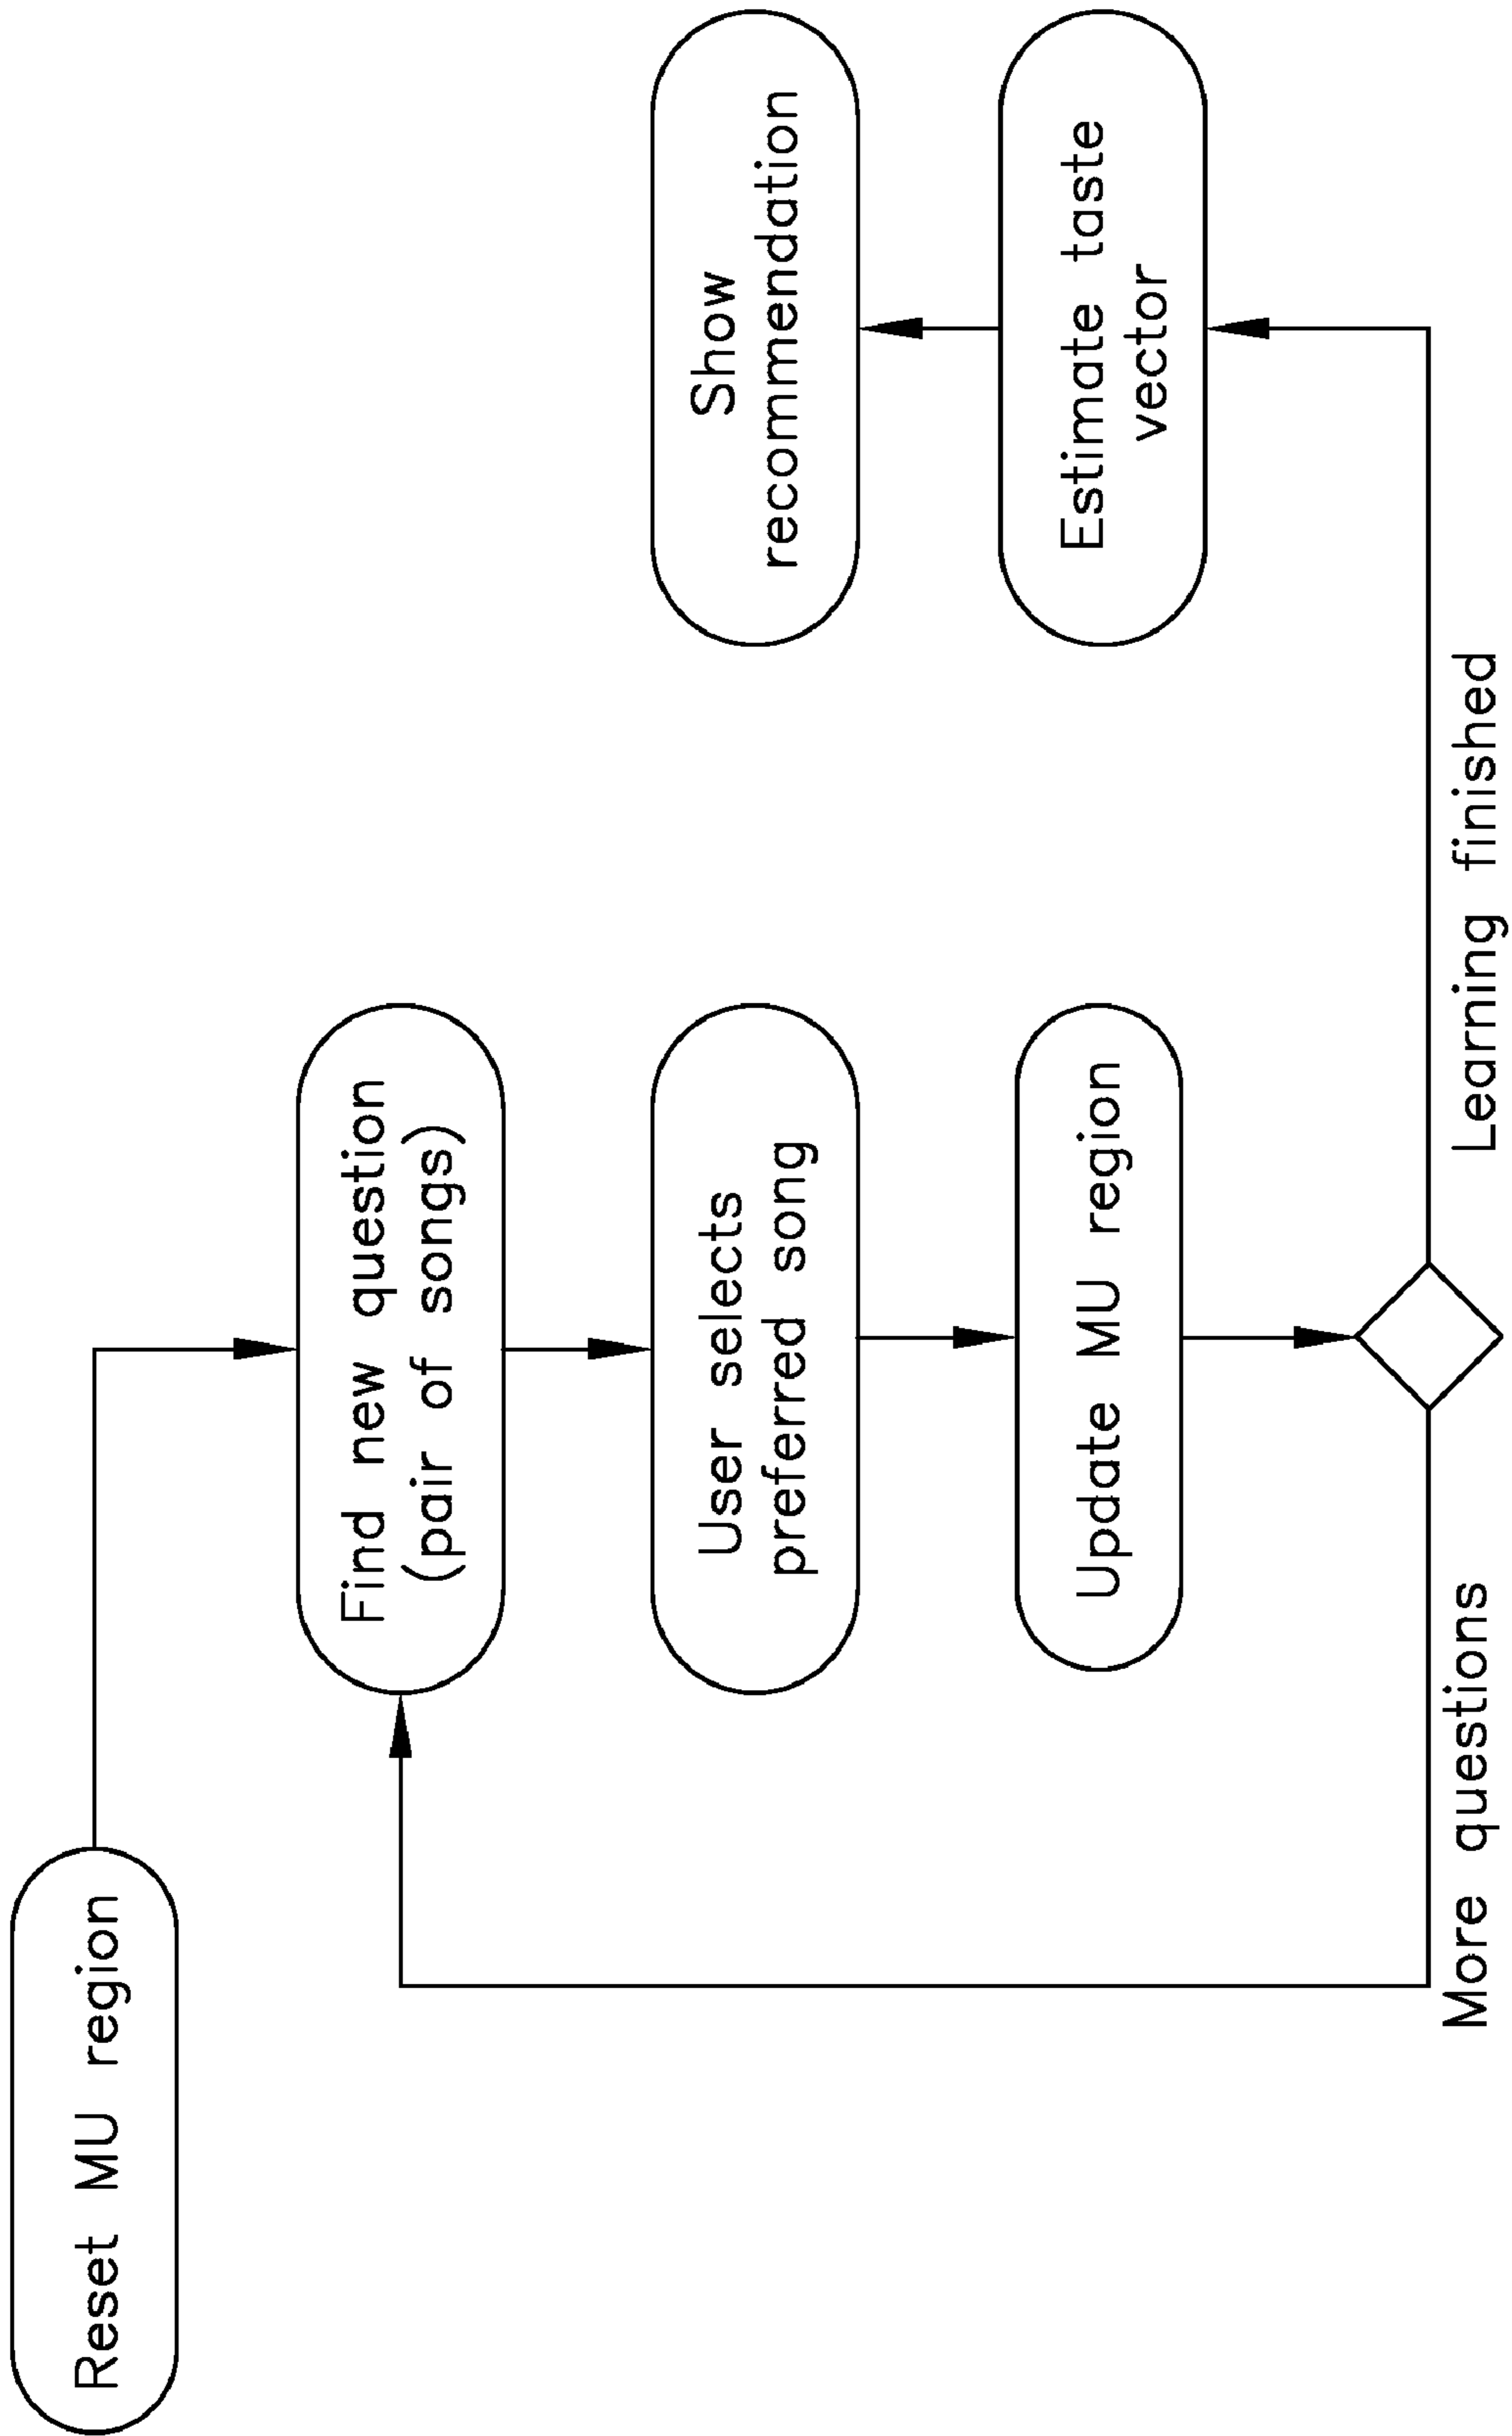 Reset MU region
Find new question
(pair of songs)
User selects
preferred song
Update MU region
More questions
Learning finished
Estimate taste
vector
Show
recommendation